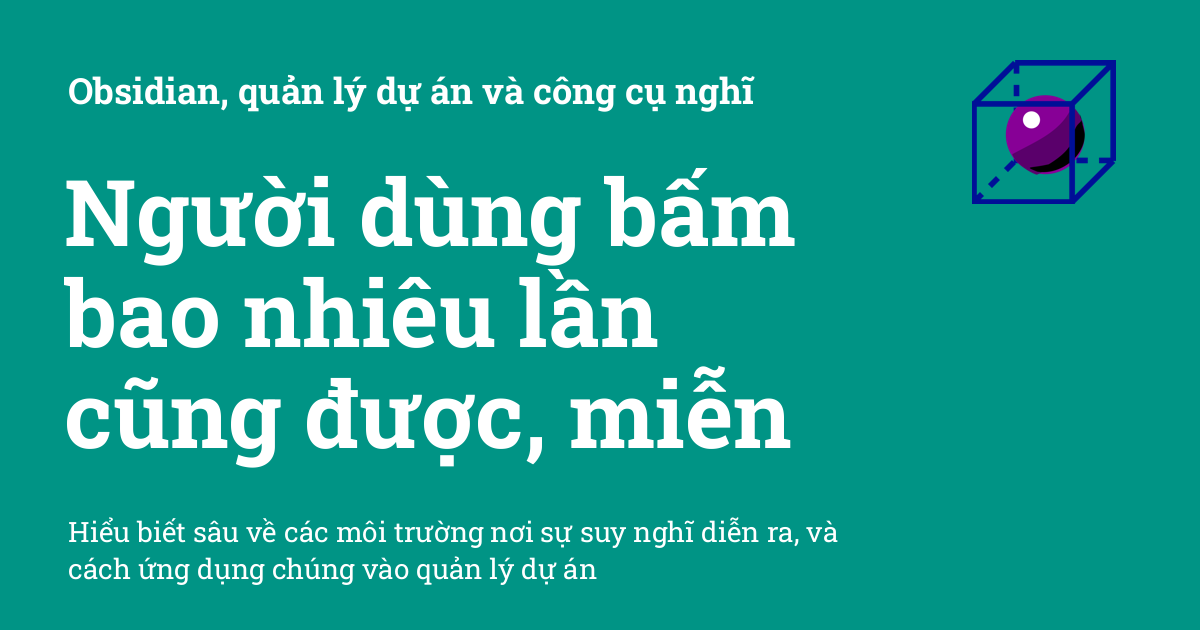 Obsidian, quản lý dự án và công cụ nghĩ
Người dùng bấm
bao nhiêu lần
cũng được, miễn
Hiểu biết sâu về các môi trường nơi sự suy nghĩ diễn ra, và
cách ứng dụng chúng vào quản lý dự án